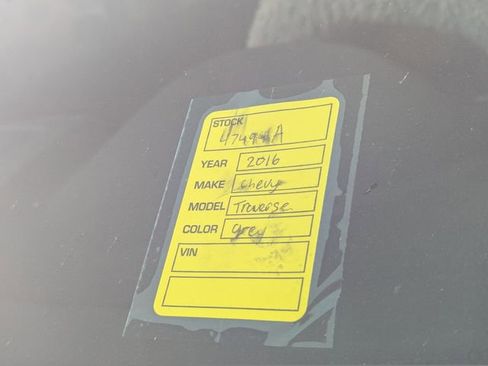 STOCK
YEAR 2016
MAKE chevy
MODEL Traverse
COLOR grey
VIN